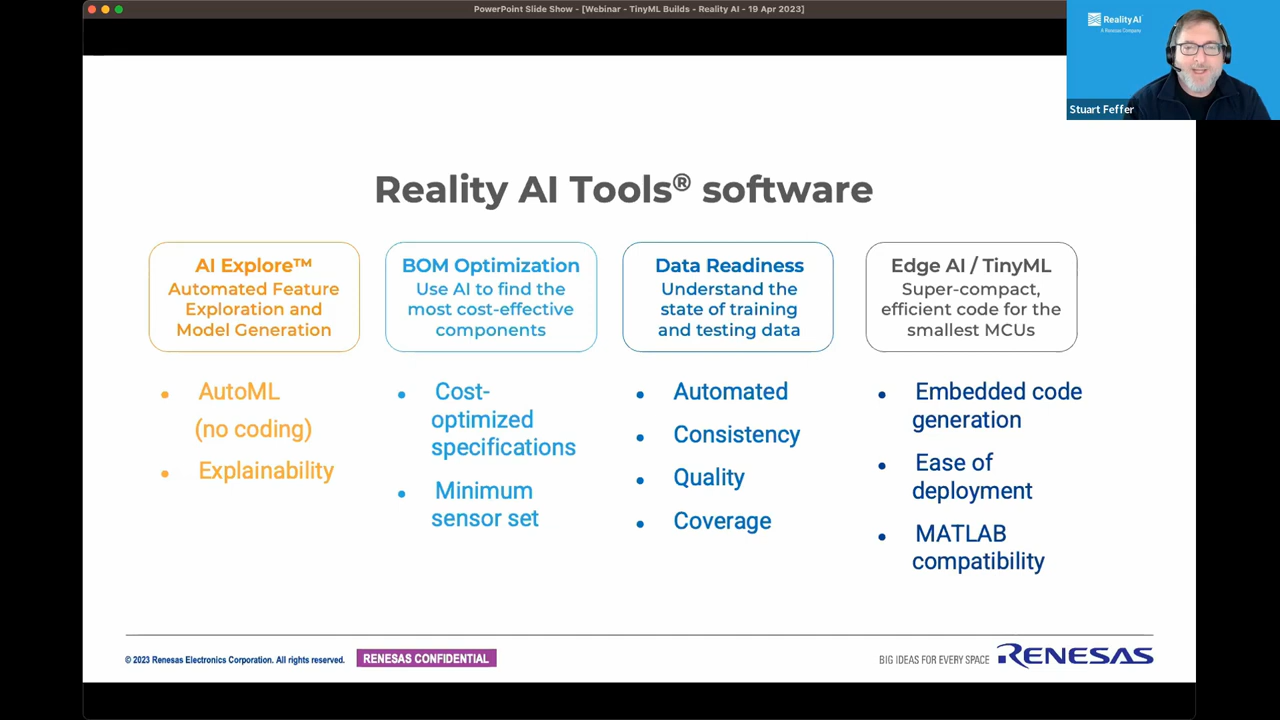 PowerPoint Slide Show - [Webinar - TinyML Builds - Reality AI - 19 Apr 2023]
Reality AI
A Renesas Company
Stuart Feffer
Reality AI Tools® software
AI Explore™
Automated Feature
Exploration and
Model Generation
• AutoML
(no coding)
• Explainability
BOM Optimization
Use AI to find the
most cost-effective
components
• Cost-
optimized
specifications
• Minimum
sensor set
Data Readiness
Understand the
state of training
and testing data
• Automated
• Consistency
• Quality
• Coverage
Edge AI / TinyML
Super-compact,
efficient code for the
smallest MCUs
• Embedded code
generation
• Ease of
deployment
• MATLAB
compatibility
© 2023 Renesas Electronics Corporation. All rights reserved.
RENESAS CONFIDENTIAL
BIG IDEAS FOR EVERY SPACE
RENESAS